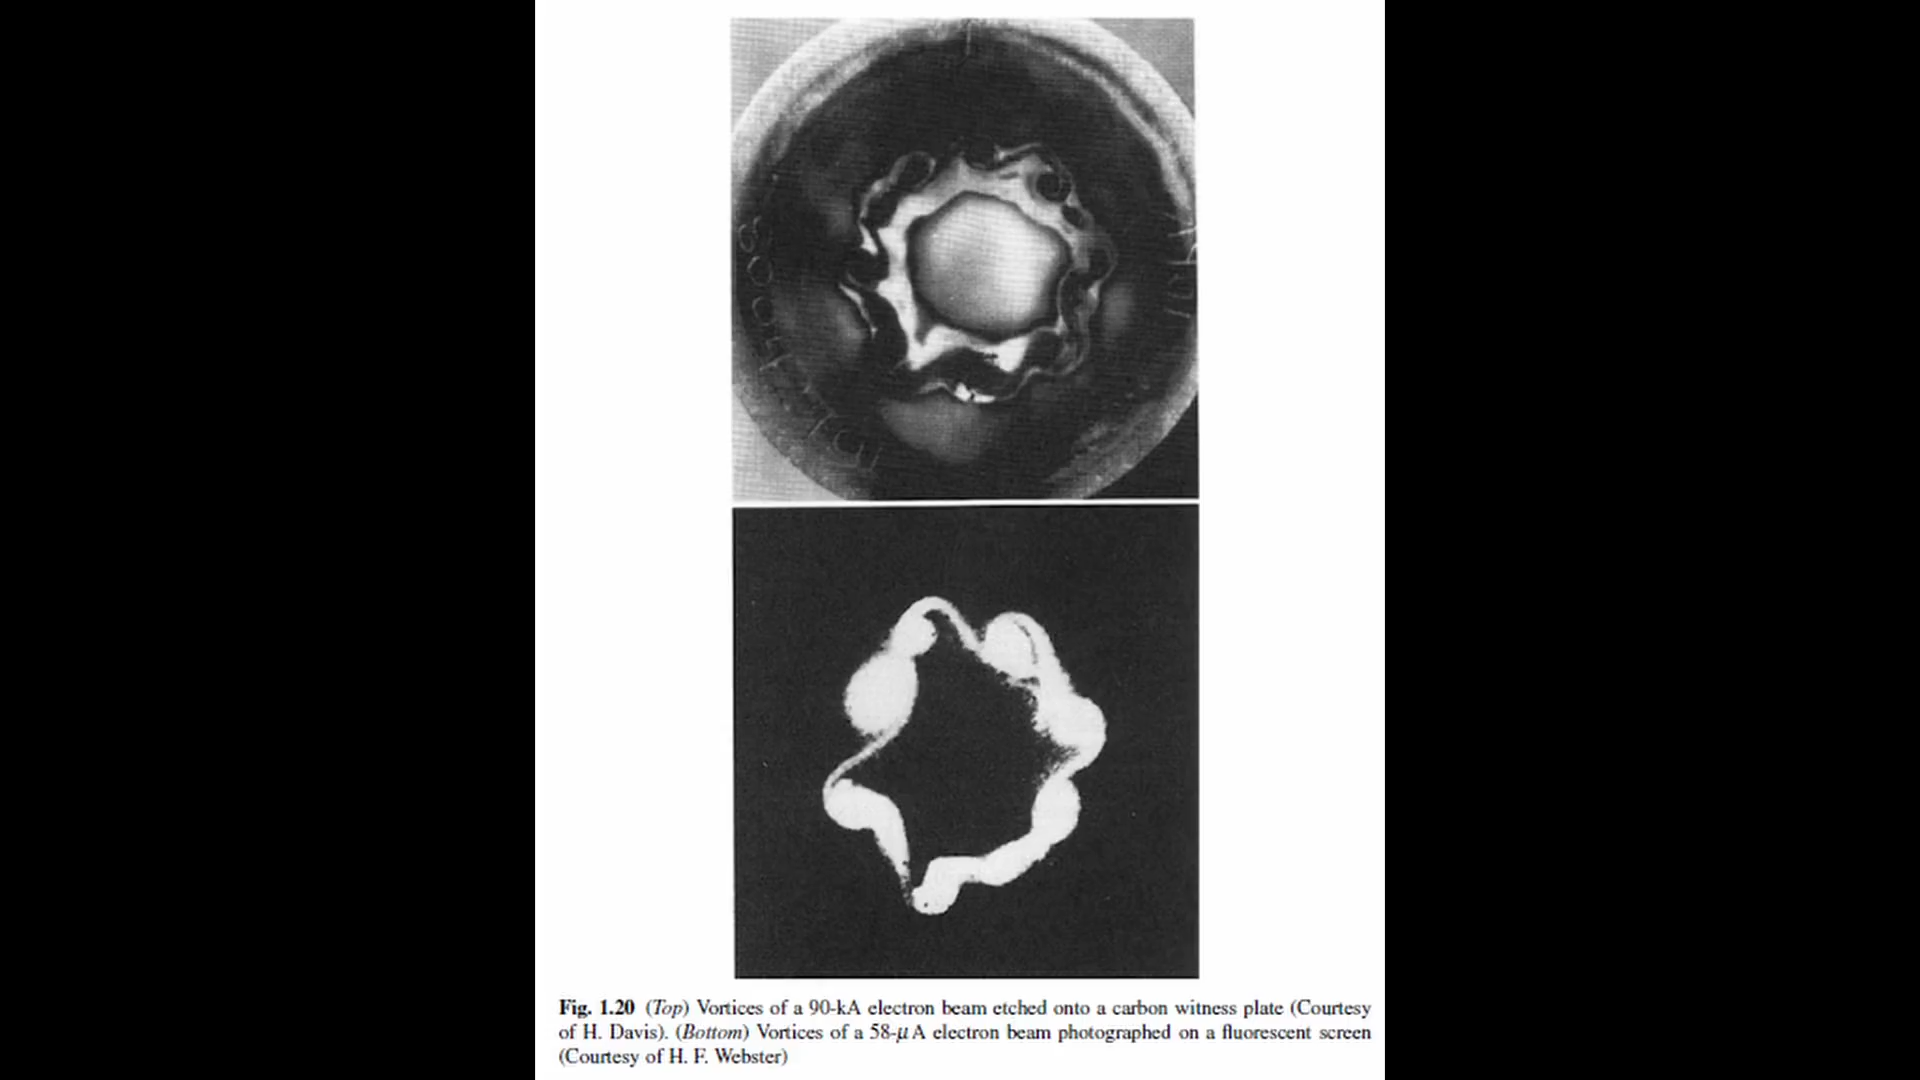 Fig. 1.20 (Top) Vortices of a 90-kA electron beam etched onto a carbon witness plate (Courtesy
of H. Davis). (Bottom) Vortices of a 58-μA electron beam photographed on a fluorescent screen
(Courtesy of H. F. Webster)